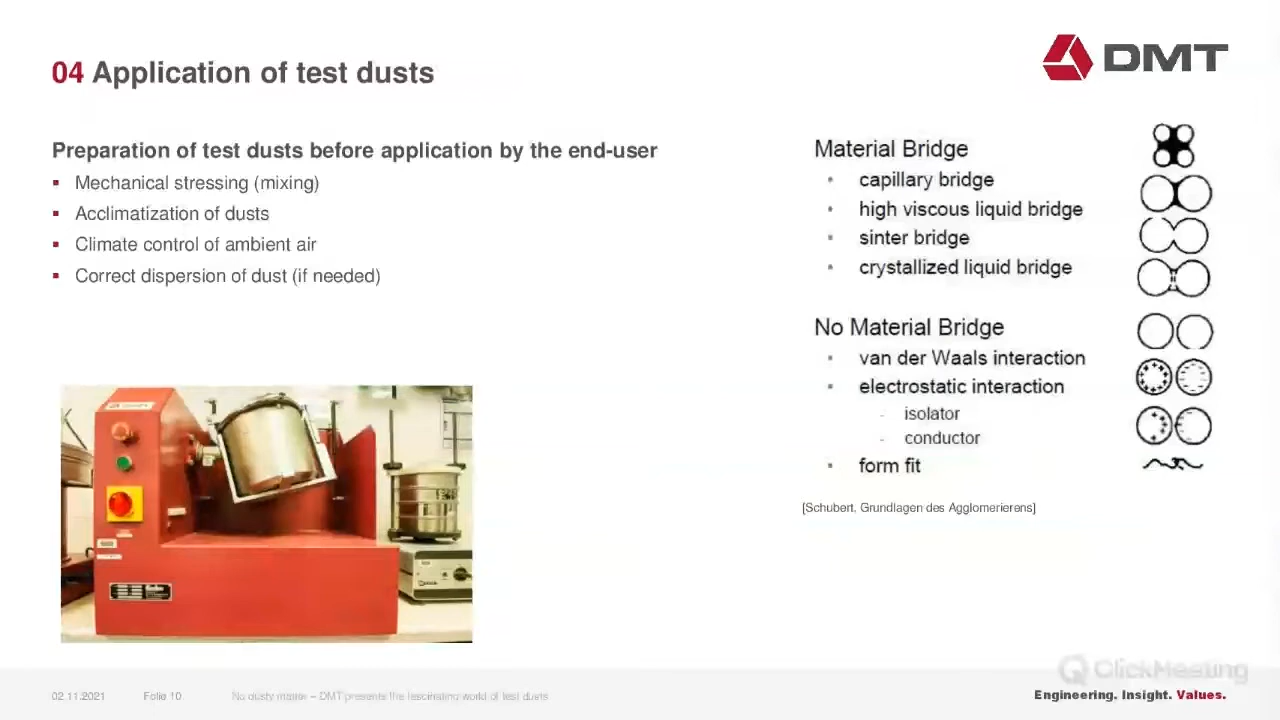 04 Application of test dusts
DMT
Preparation of test dusts before application by the end-user
Mechanical stressing (mixing)
Acclimatization of dusts
Climate control of ambient air
Correct dispersion of dust (if needed)
Material Bridge
capillary bridge
high viscous liquid bridge
sinter bridge
crystallized liquid bridge
No Material Bridge
van der Waals interaction
electrostatic interaction
- isolator
- conductor
form fit
[Schubert, Grundlagen des Agglomerierens]
ClickMeeting
02.11.2021 Folie 10 No dusty matter – DMT presents the fascinating world of test dusts
Engineering. Insight. Values.